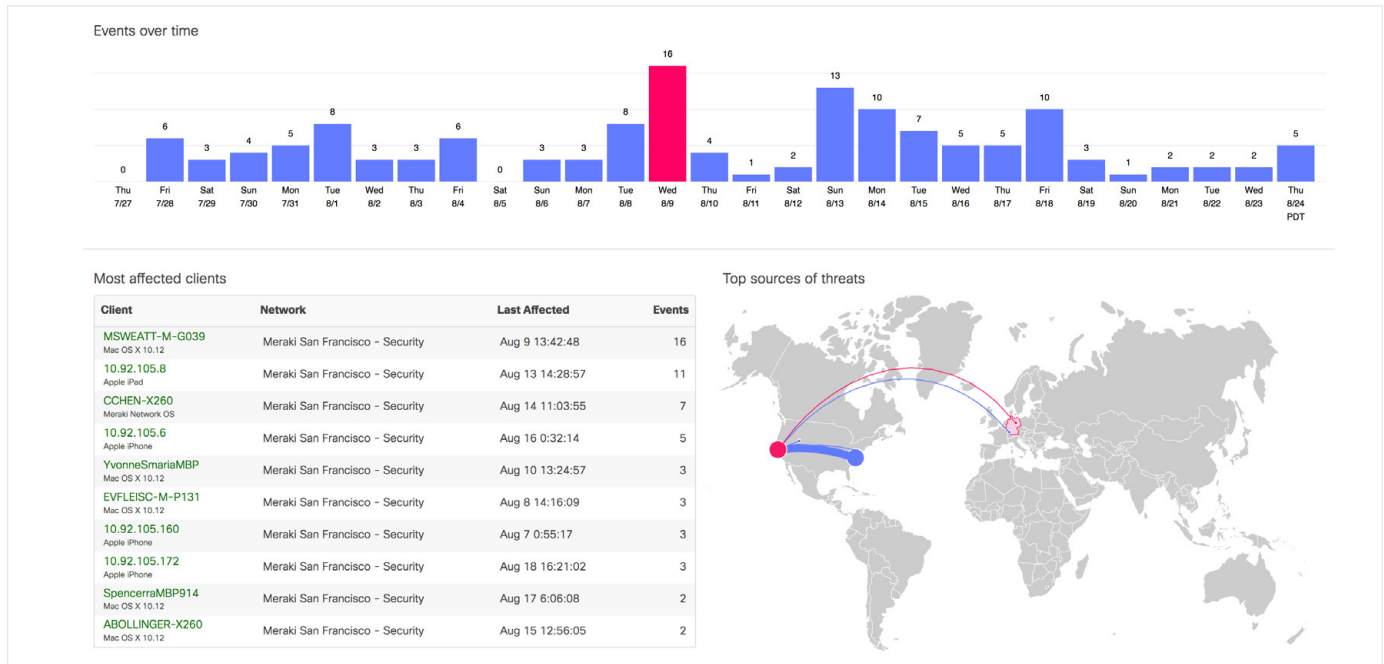 Events over time
16
13
10
10
8
8
7
6
6
5
5
5
5
4
4
3
3
3
3
3
3
2
2
2
2
1
1
0
0
Thu Fri Sat Sun Mon Tue Wed Thu Fri Sat Sun Mon Tue Wed Thu Fri Sat Sun Mon Tue Wed Thu Fri Sat Sun Mon Tue Wed Thu
7/27 7/28 7/29 7/30 7/31 8/1 8/2 8/3 8/4 8/5 8/6 8/7 8/8 8/9 8/10 8/11 8/12 8/13 8/14 8/15 8/16 8/17 8/18 8/19 8/20 8/21 8/22 8/23 8/24
PDT
Most affected clients
Client Network Last Affected Events
MSWEATT-M-G039
Mac OS X 10.12
Meraki San Francisco - Security Aug 9 13:42:48 16
10.92.105.8
Apple iPad
Meraki San Francisco - Security Aug 13 14:28:57 11
CCHEN-X260
Meraki Network OS
Meraki San Francisco - Security Aug 14 11:03:55 7
10.92.105.6
Apple iPhone
Meraki San Francisco - Security Aug 16 0:32:14 5
YvonneSmariaMBP
Mac OS X 10.12
Meraki San Francisco - Security Aug 10 13:24:57 3
EVFLEISC-M-P131
Mac OS X 10.12
Meraki San Francisco - Security Aug 8 14:16:09 3
10.92.105.160
Apple iPhone
Meraki San Francisco - Security Aug 7 0:55:17 3
10.92.105.172
Apple iPhone
Meraki San Francisco - Security Aug 18 16:21:02 3
SpencerraMBP914
Mac OS X 10.12
Meraki San Francisco - Security Aug 17 6:06:08 2
ABOLLINGER-X260
Mac OS X 10.12
Meraki San Francisco - Security Aug 15 12:56:05 2
Top sources of threats